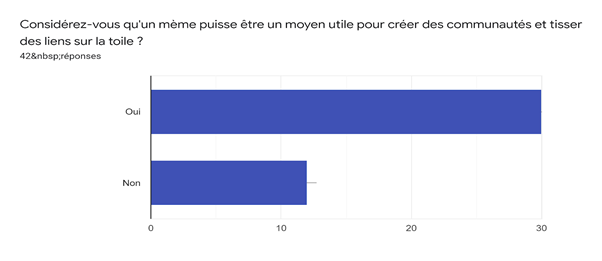 Considérez-vous qu'un mème puisse être un moyen utile pour créer des communautés et tisser
des liens sur la toile ?
42&nbsp;réponses
Oui
Non
0
10
20
30